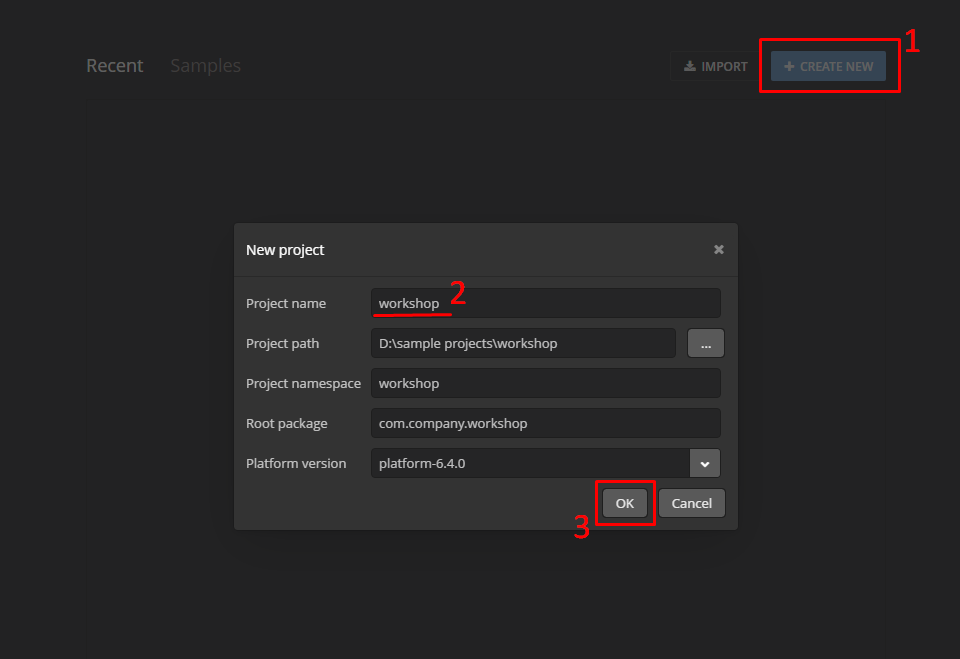 1
Recent Samples IMPORT + CREATE NEW
New project ×
Project name workshop 2
Project path D:\sample projects\workshop ...
Project namespace workshop
Root package com.company.workshop
Platform version platform-6.4.0
OK Cancel
3